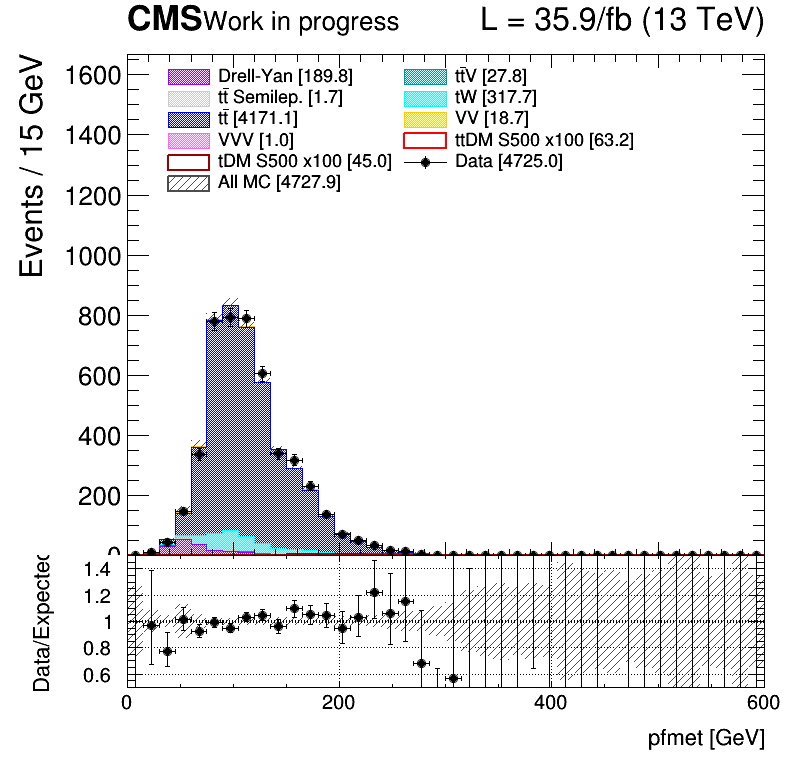 CMS Work in progress L = 35.9/fb (13 TeV)
Events / 15 GeV
1600
1400
1200
1000
800
600
400
200
0
Drell-Yan [189.8]
tt̄ Semilep. [1.7]
tt̄ [4171.1]
VVV [1.0]
tDM S500 x100 [45.0]
All MC [4727.9]
tt̄V [27.8]
tW [317.7]
VV [18.7]
ttDM S500 x100 [63.2]
Data [4725.0]
Data/Expected
1.4
1.2
1
0.8
0.6
0 200 400 600
pfmet [GeV]